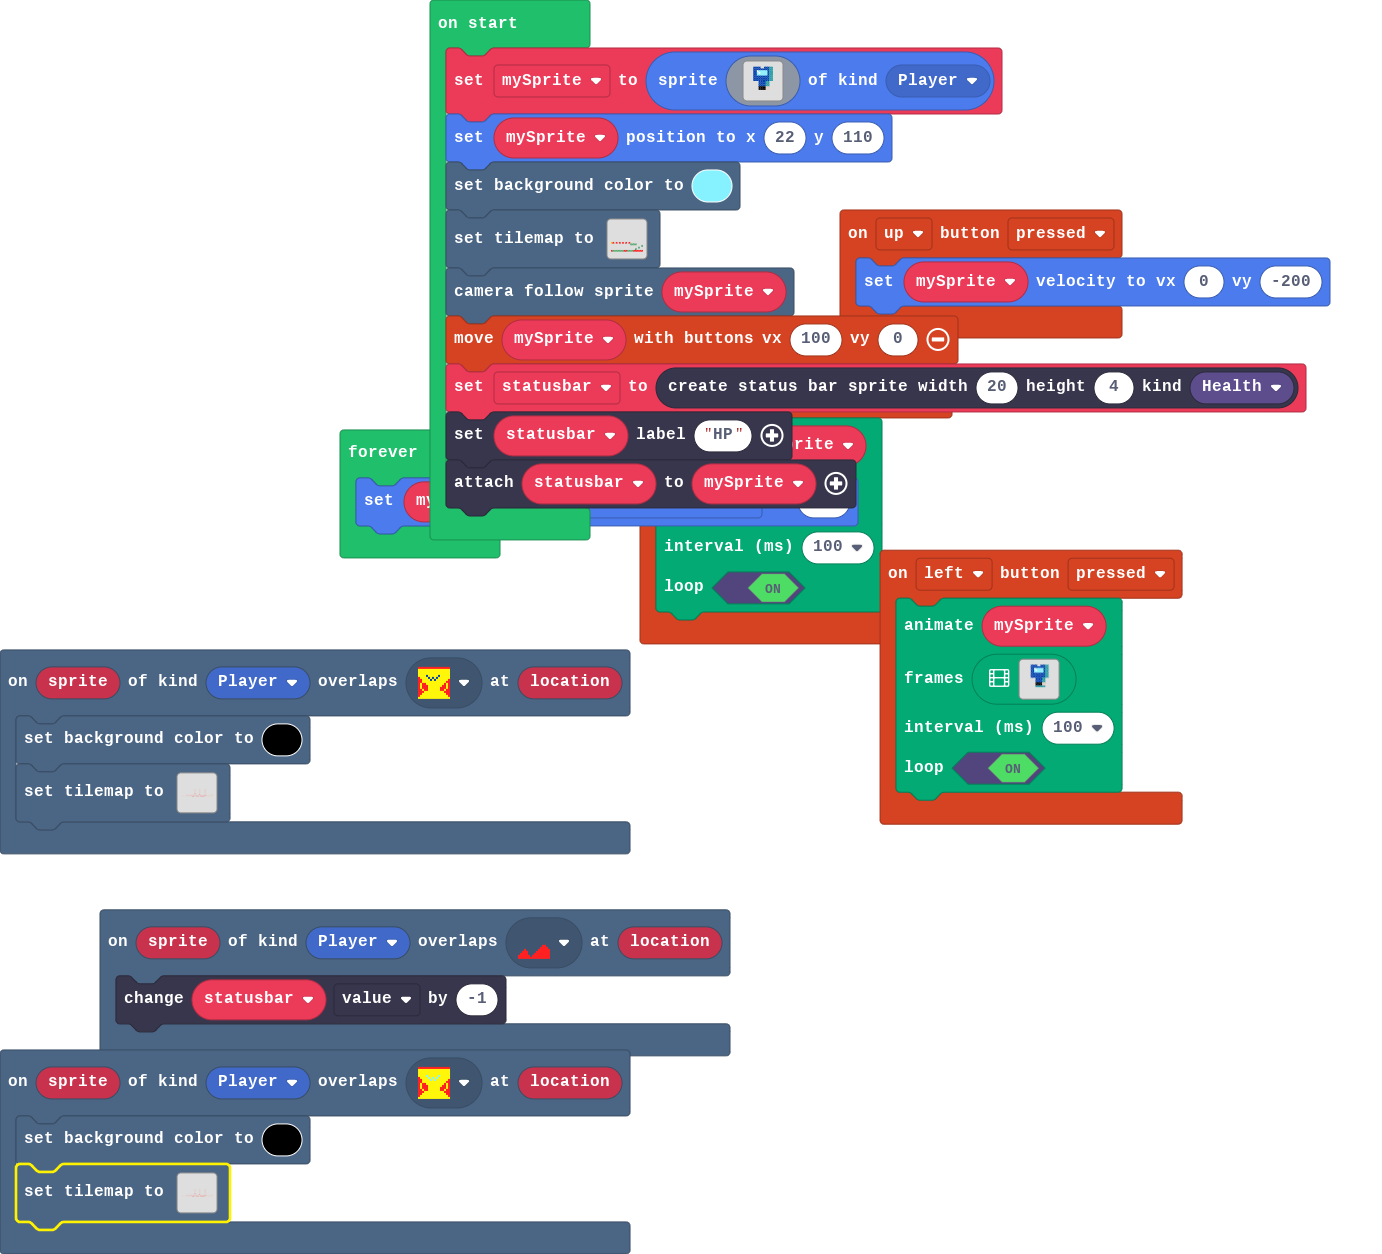 on start
set mySprite to sprite of kind Player
set mySprite position to x 22 y 110
set background color to
set tilemap to
camera follow sprite mySprite
move mySprite with buttons vx 100 vy 0
set statusbar to create status bar sprite width 20 height 4 kind Health
set statusbar label "HP"
attach statusbar to mySprite
on up button pressed
set mySprite velocity to vx 0 vy -200
forever
set
interval (ms) 100
loop ON
on left button pressed
animate mySprite
frames
interval (ms) 100
loop ON
on sprite of kind Player overlaps at location
set background color to
set tilemap to
on sprite of kind Player overlaps at location
change statusbar value by -1
on sprite of kind Player overlaps at location
set background color to
set tilemap to